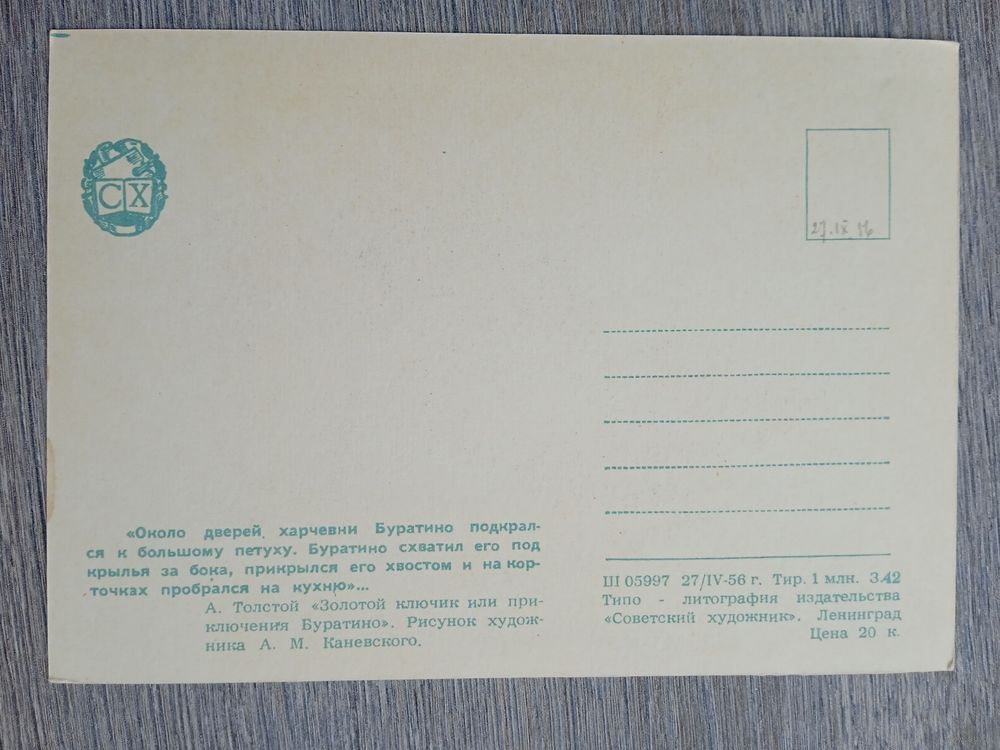 СХ
27.IX.56
«Около дверей харчевни Буратино подкрал-
ся к большому петуху. Буратино схватил его под
крылья за бока, прикрылся его хвостом и на кор-
точках пробрался на кухню»...
А. Толстой «Золотой ключик или при-
ключения Буратино». Рисунок худож-
ника А. М. Каневского.
Ш 05997 27/IV-56 г. Тир. 1 млн. З.42
Типо - литография издательства
«Советский художник». Ленинград
Цена 20 к.